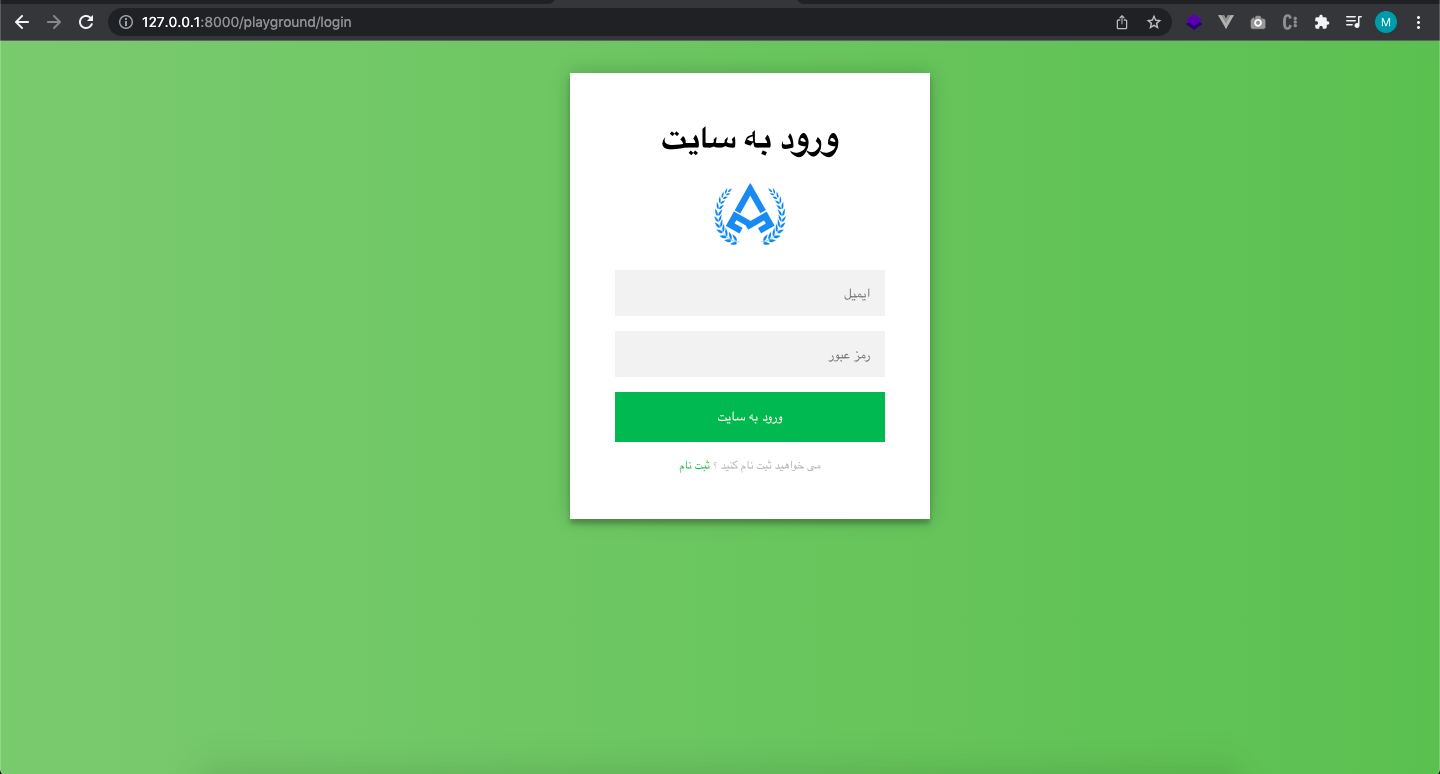 127.0.0.1:8000/playground/login
M
ورود به سایت
ایمیل
رمز عبور
ورود به سایت
می خواهید ثبت نام کنید ؟ ثبت نام